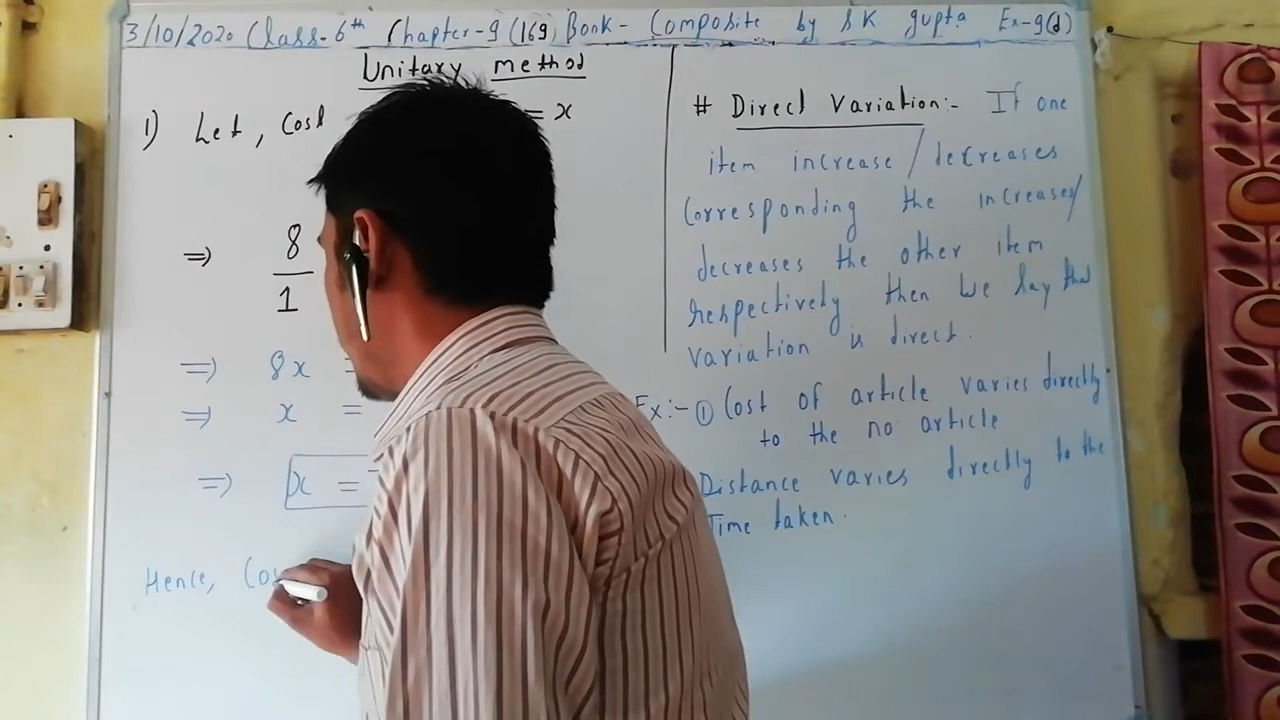 3/10/2020 Class-6th Chapter-9 (169) Book- Composite by S K gupta Ex-9(d)
Unitary method
1) Let, Cost = x
⇒ 8
1
⇒ 8x =
⇒ x =
⇒ x =
Hence, Cos
# Direct Variation:- If one
item increase/decreases
Corresponding the increases/
decreases the other item
respectively then we say that
variation is direct.
Ex:- ① Cost of article varies directly
to the no article
Distance varies directly to the
Time taken.